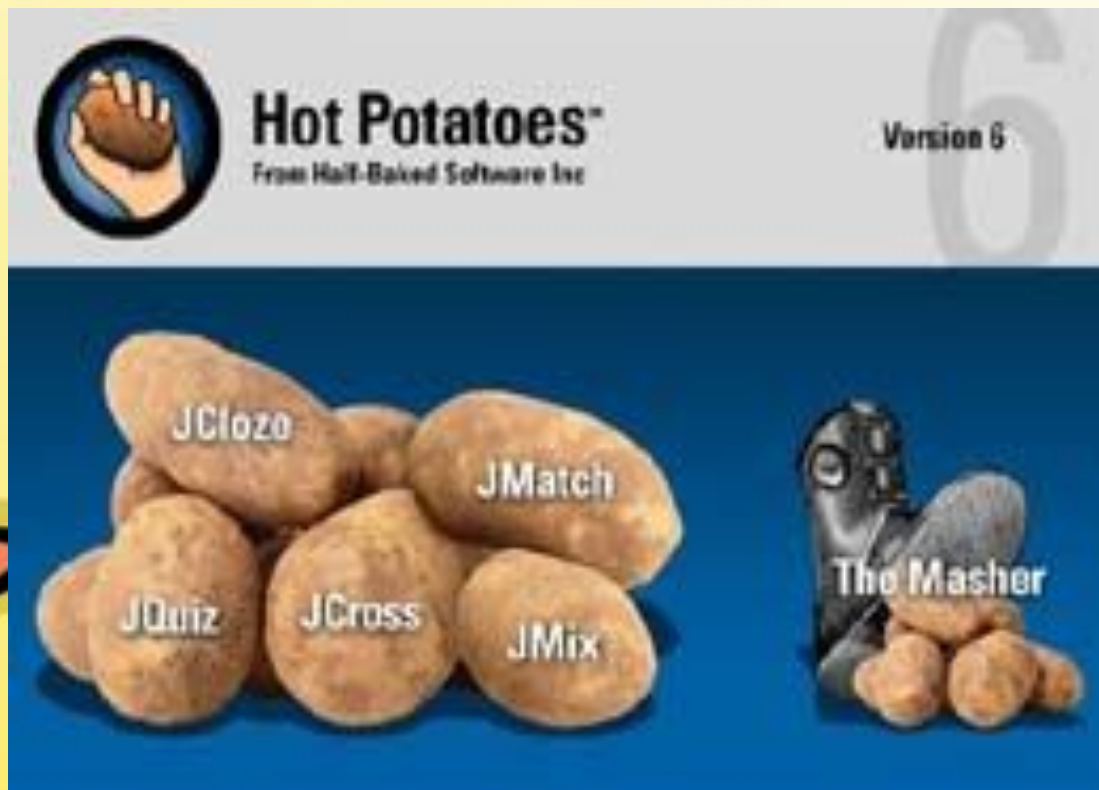 Hot Potatoes™
From Half-Baked Software Inc
Version 6
6
JCloze
JMatch
JQuiz
JCross
JMix
The Masher